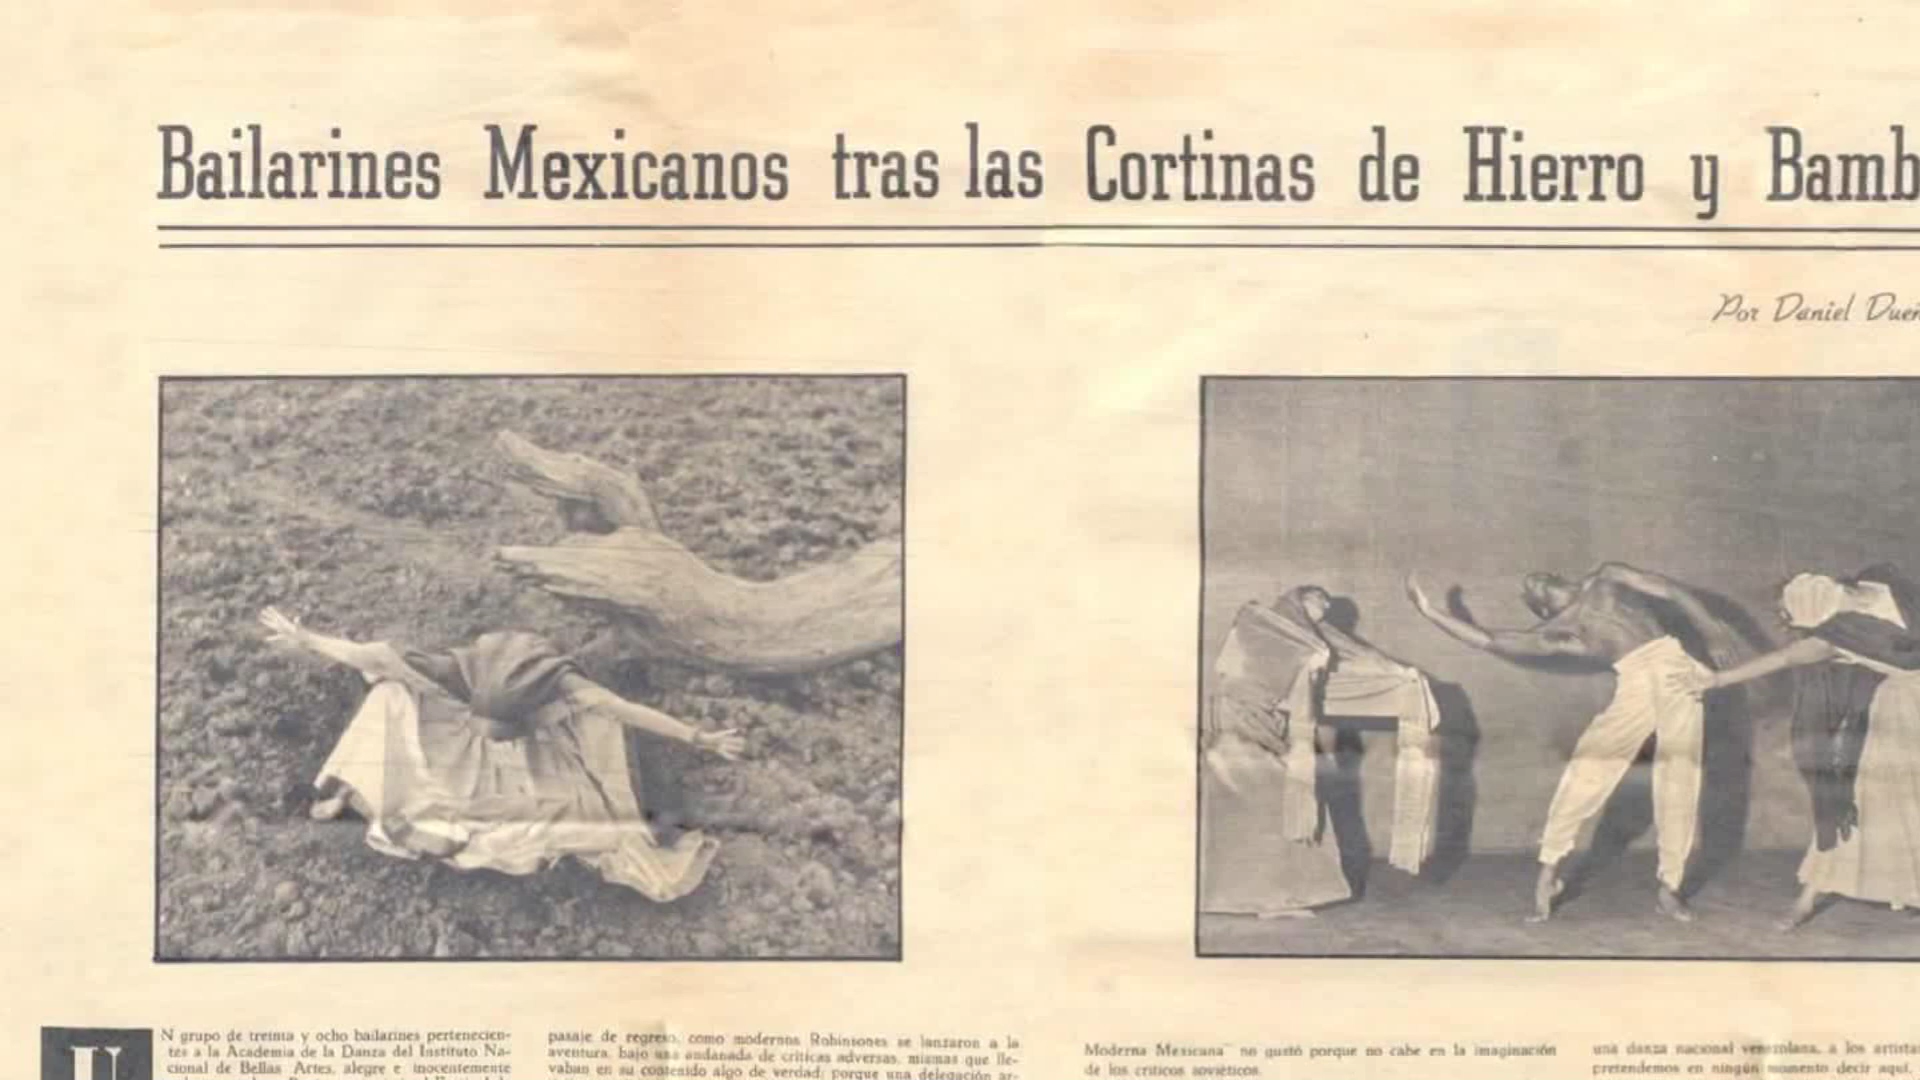 Bailarines Mexicanos tras las Cortinas de Hierro y Bamb
Por Daniel Dueñ
UN grupo de treinta y ocho bailarines pertenecien-
tes a la Academia de la Danza del Instituto Na-
cional de Bellas Artes, alegre e inocentemente
pasaje de regreso, como modernos Robinsones se lanzaron a la
aventura, bajo una andanada de críticas adversas, mismas que lle-
vaban en su contenido algo de verdad; porque una delegación ar-
Moderna Mexicana" no gustó porque no cabe en la imaginación
de los críticos soviéticos.
una danza nacional venezolana, a los artistas
pretendemos en ningún momento decir aquí,